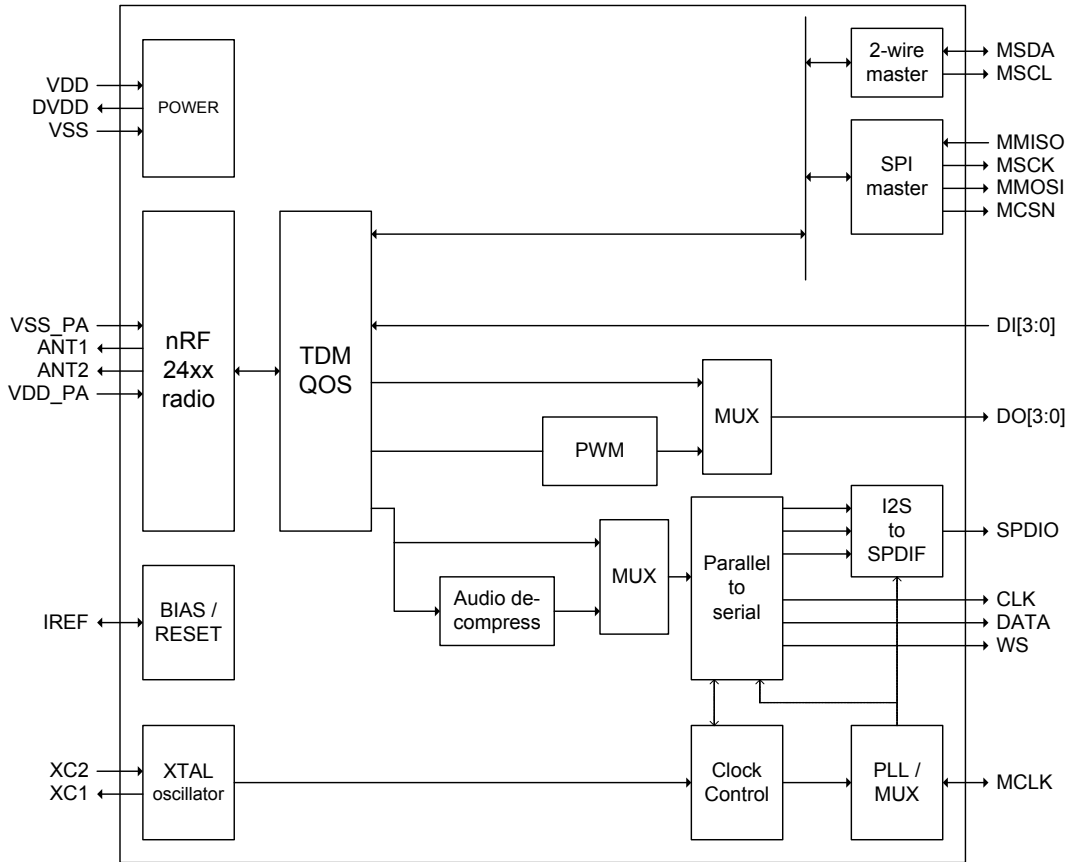 VDD
DVDD
VSS
POWER
2-wire
master
MSDA
MSCL
SPI
master
MMISO
MSCK
MMOSI
MCSN
VSS_PA
ANT1
ANT2
VDD_PA
nRF
24xx
radio
TDM
QOS
DI[3:0]
MUX
DO[3:0]
PWM
I2S
to
SPDIF
SPDIO
Parallel
to
serial
MUX
Audio de-
compress
CLK
DATA
WS
IREF
BIAS /
RESET
XC2
XC1
XTAL
oscillator
Clock
Control
PLL /
MUX
MCLK